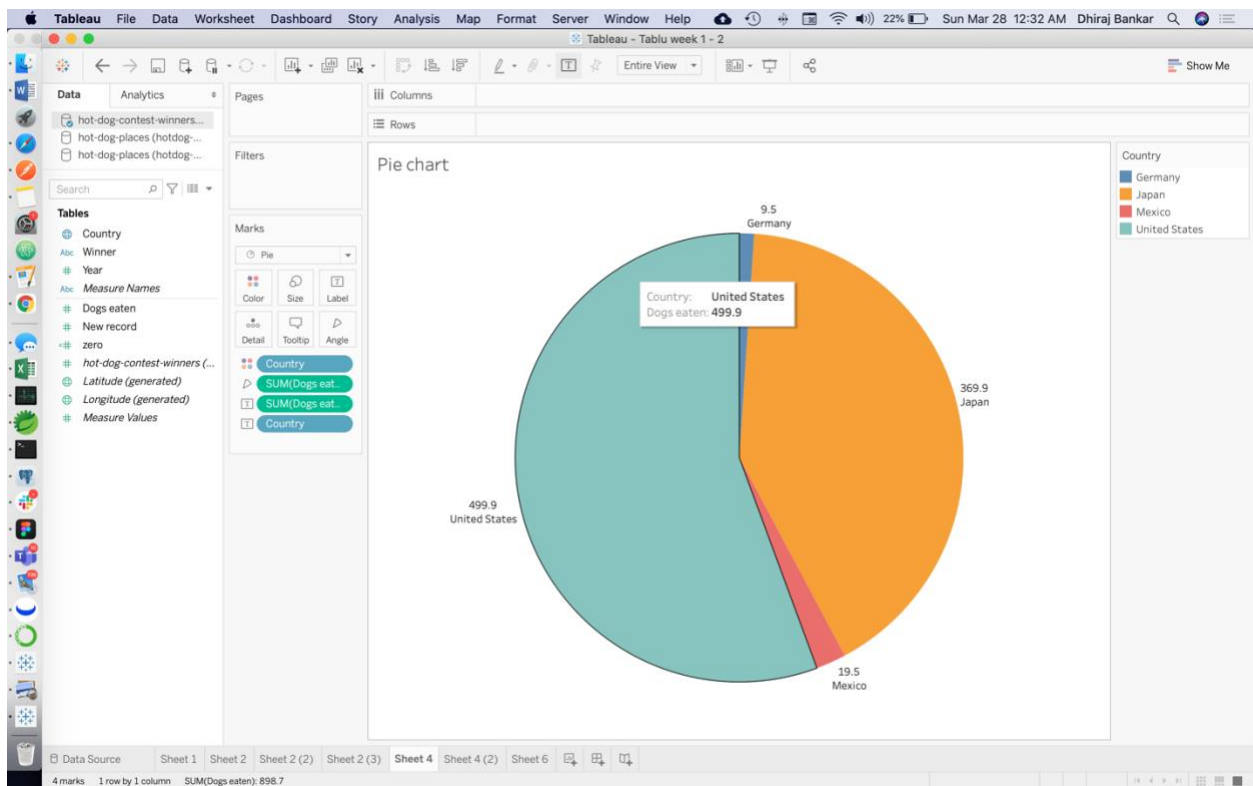 Tableau File Data Worksheet Dashboard Story Analysis Map Format Server Window Help 22% Sun Mar 28 12:32 AM Dhiraj Bankar
Tableau - Tablu week 1 - 2
Entire View
Show Me
Data Analytics
hot-dog-contest-winners...
hot-dog-places (hotdog-...
hot-dog-places (hotdog-...
Search
Tables
Country
Abc Winner
# Year
Abc Measure Names
# Dogs eaten
# New record
=# zero
# hot-dog-contest-winners (...
Latitude (generated)
Longitude (generated)
# Measure Values
Pages
Filters
Marks
Pie
Color Size Label
Detail Tooltip Angle
Country
SUM(Dogs eat..
SUM(Dogs eat..
Country
Columns
Rows
Pie chart
9.5
Germany
Country: United States
Dogs eaten: 499.9
369.9
Japan
499.9
United States
19.5
Mexico
Country
Germany
Japan
Mexico
United States
Data Source Sheet 1 Sheet 2 Sheet 2 (2) Sheet 2 (3) Sheet 4 Sheet 4 (2) Sheet 6
4 marks 1 row by 1 column SUM(Dogs eaten): 898.7